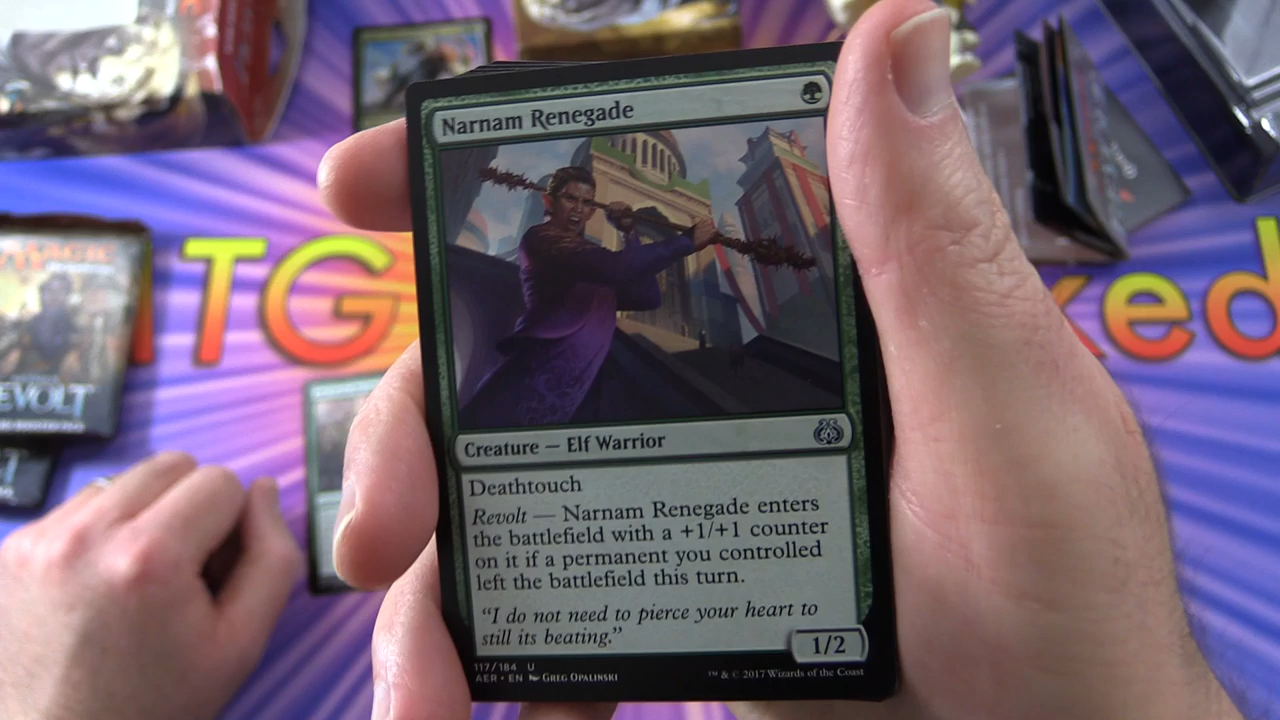 Narnam Renegade
Creature — Elf Warrior
Deathtouch
Revolt — Narnam Renegade enters
the battlefield with a +1/+1 counter
on it if a permanent you controlled
left the battlefield this turn.
“I do not need to pierce your heart to
still its beating.”
1/2
117/184 U
AER • EN Greg Opalinski
™ & © 2017 Wizards of the Coast
MAGIC
EVOLT
TG
ked